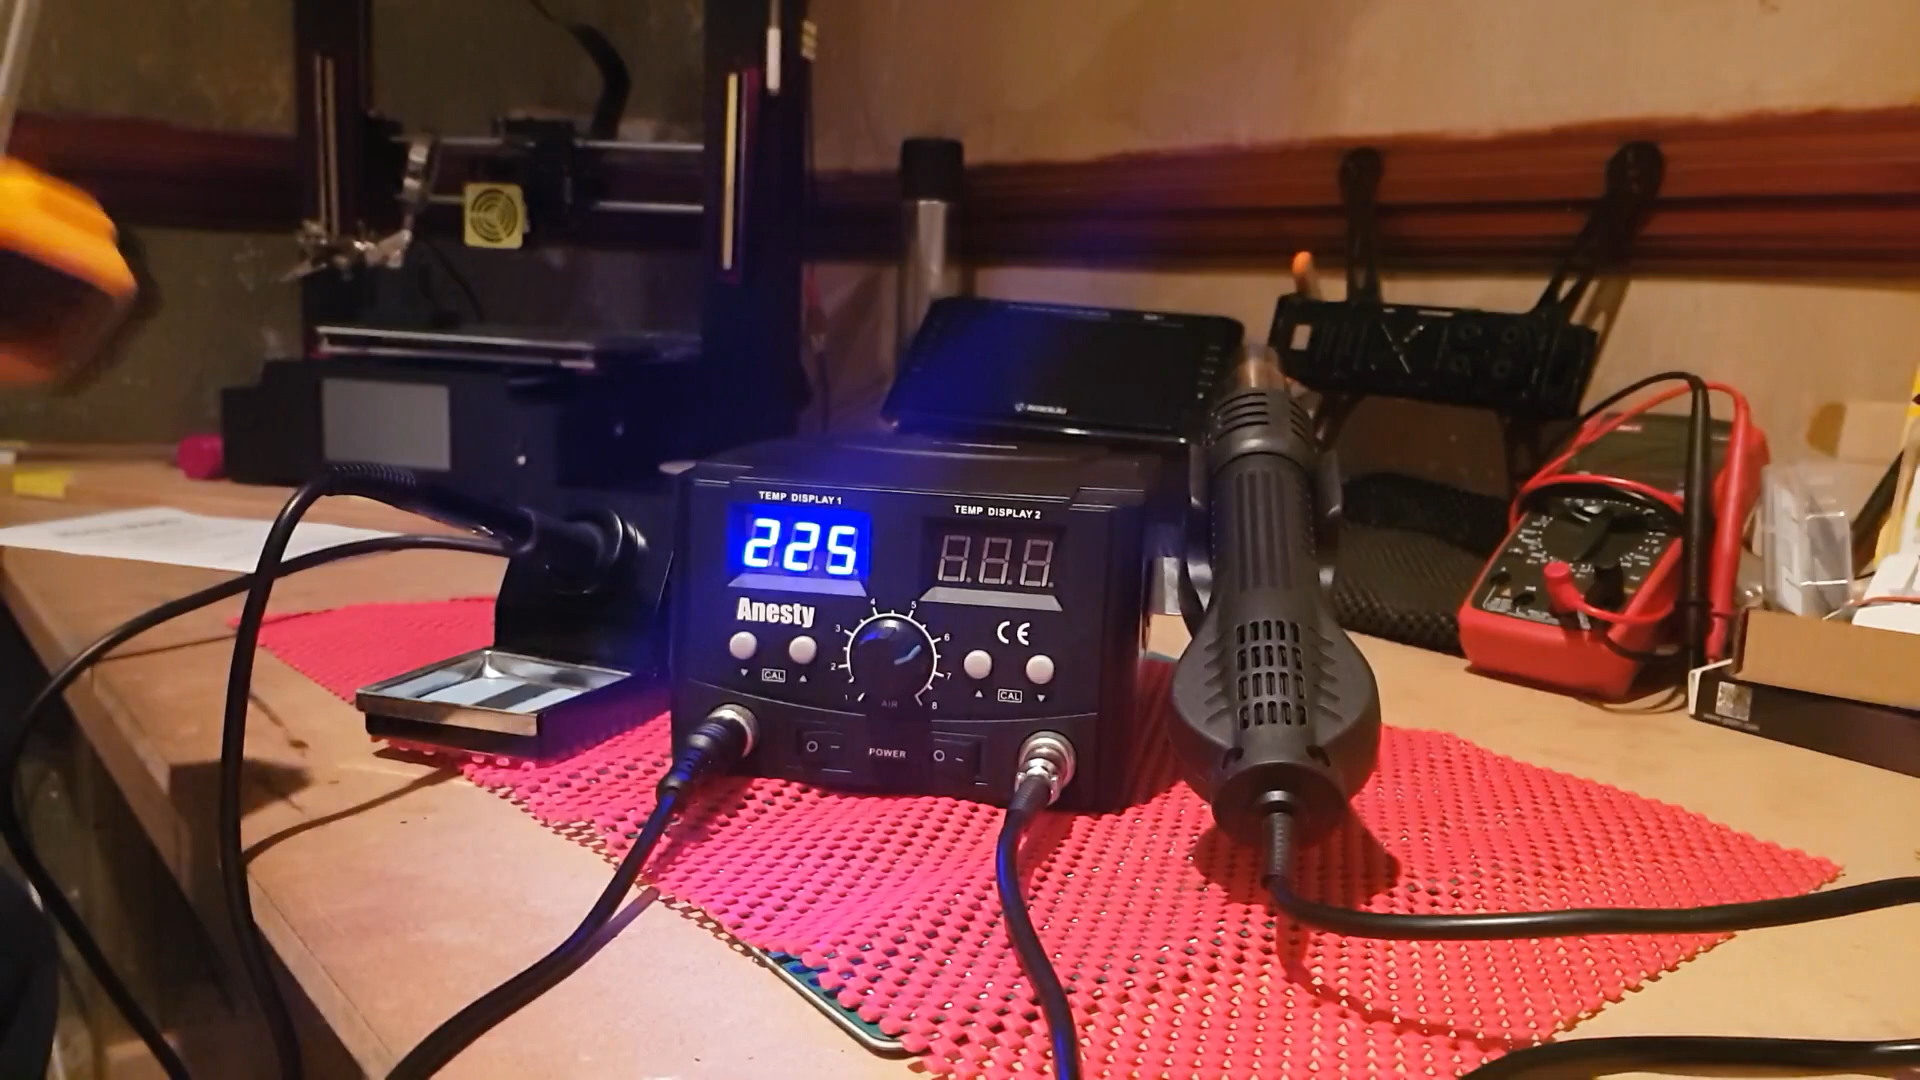 TEMP DISPLAY 1
TEMP DISPLAY 2
225
Anesty
CE
1
2
3
4
5
6
7
8
AIR
CAL
CAL
POWER